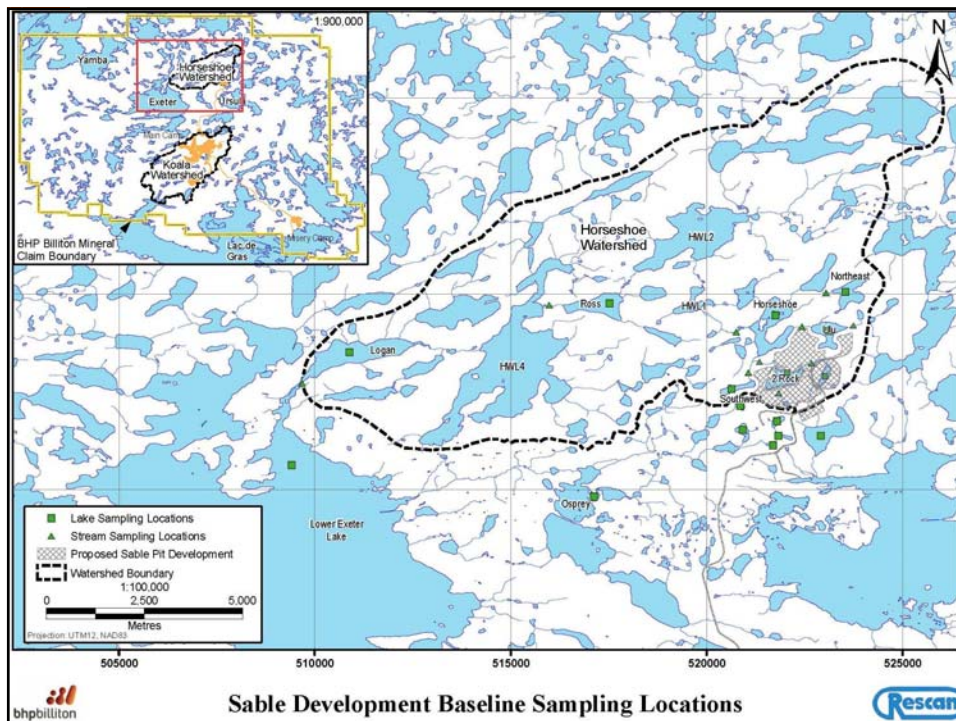 1:900,000
Yamba
Horseshoe
Watershed
Exeter
Ursula
Main Camp
Koala
Watershed
Misery Camp
BHP Billiton Mineral
Claim Boundary
Lac de
Gras
N
Horseshoe
Watershed
HWL2
Northeast
Ross
HWL1
Horseshoe
Ulu
Logan
HWL4
2 Rock
Southwest
Osprey
Lower Exeter
Lake
Lake Sampling Locations
Stream Sampling Locations
Proposed Sable Pit Development
Watershed Boundary
1:100,000
0 2,500 5,000
Metres
Projection: UTM12, NAD83
505000 510000 515000 520000 525000
bhpbilliton
Sable Development Baseline Sampling Locations
Rescan